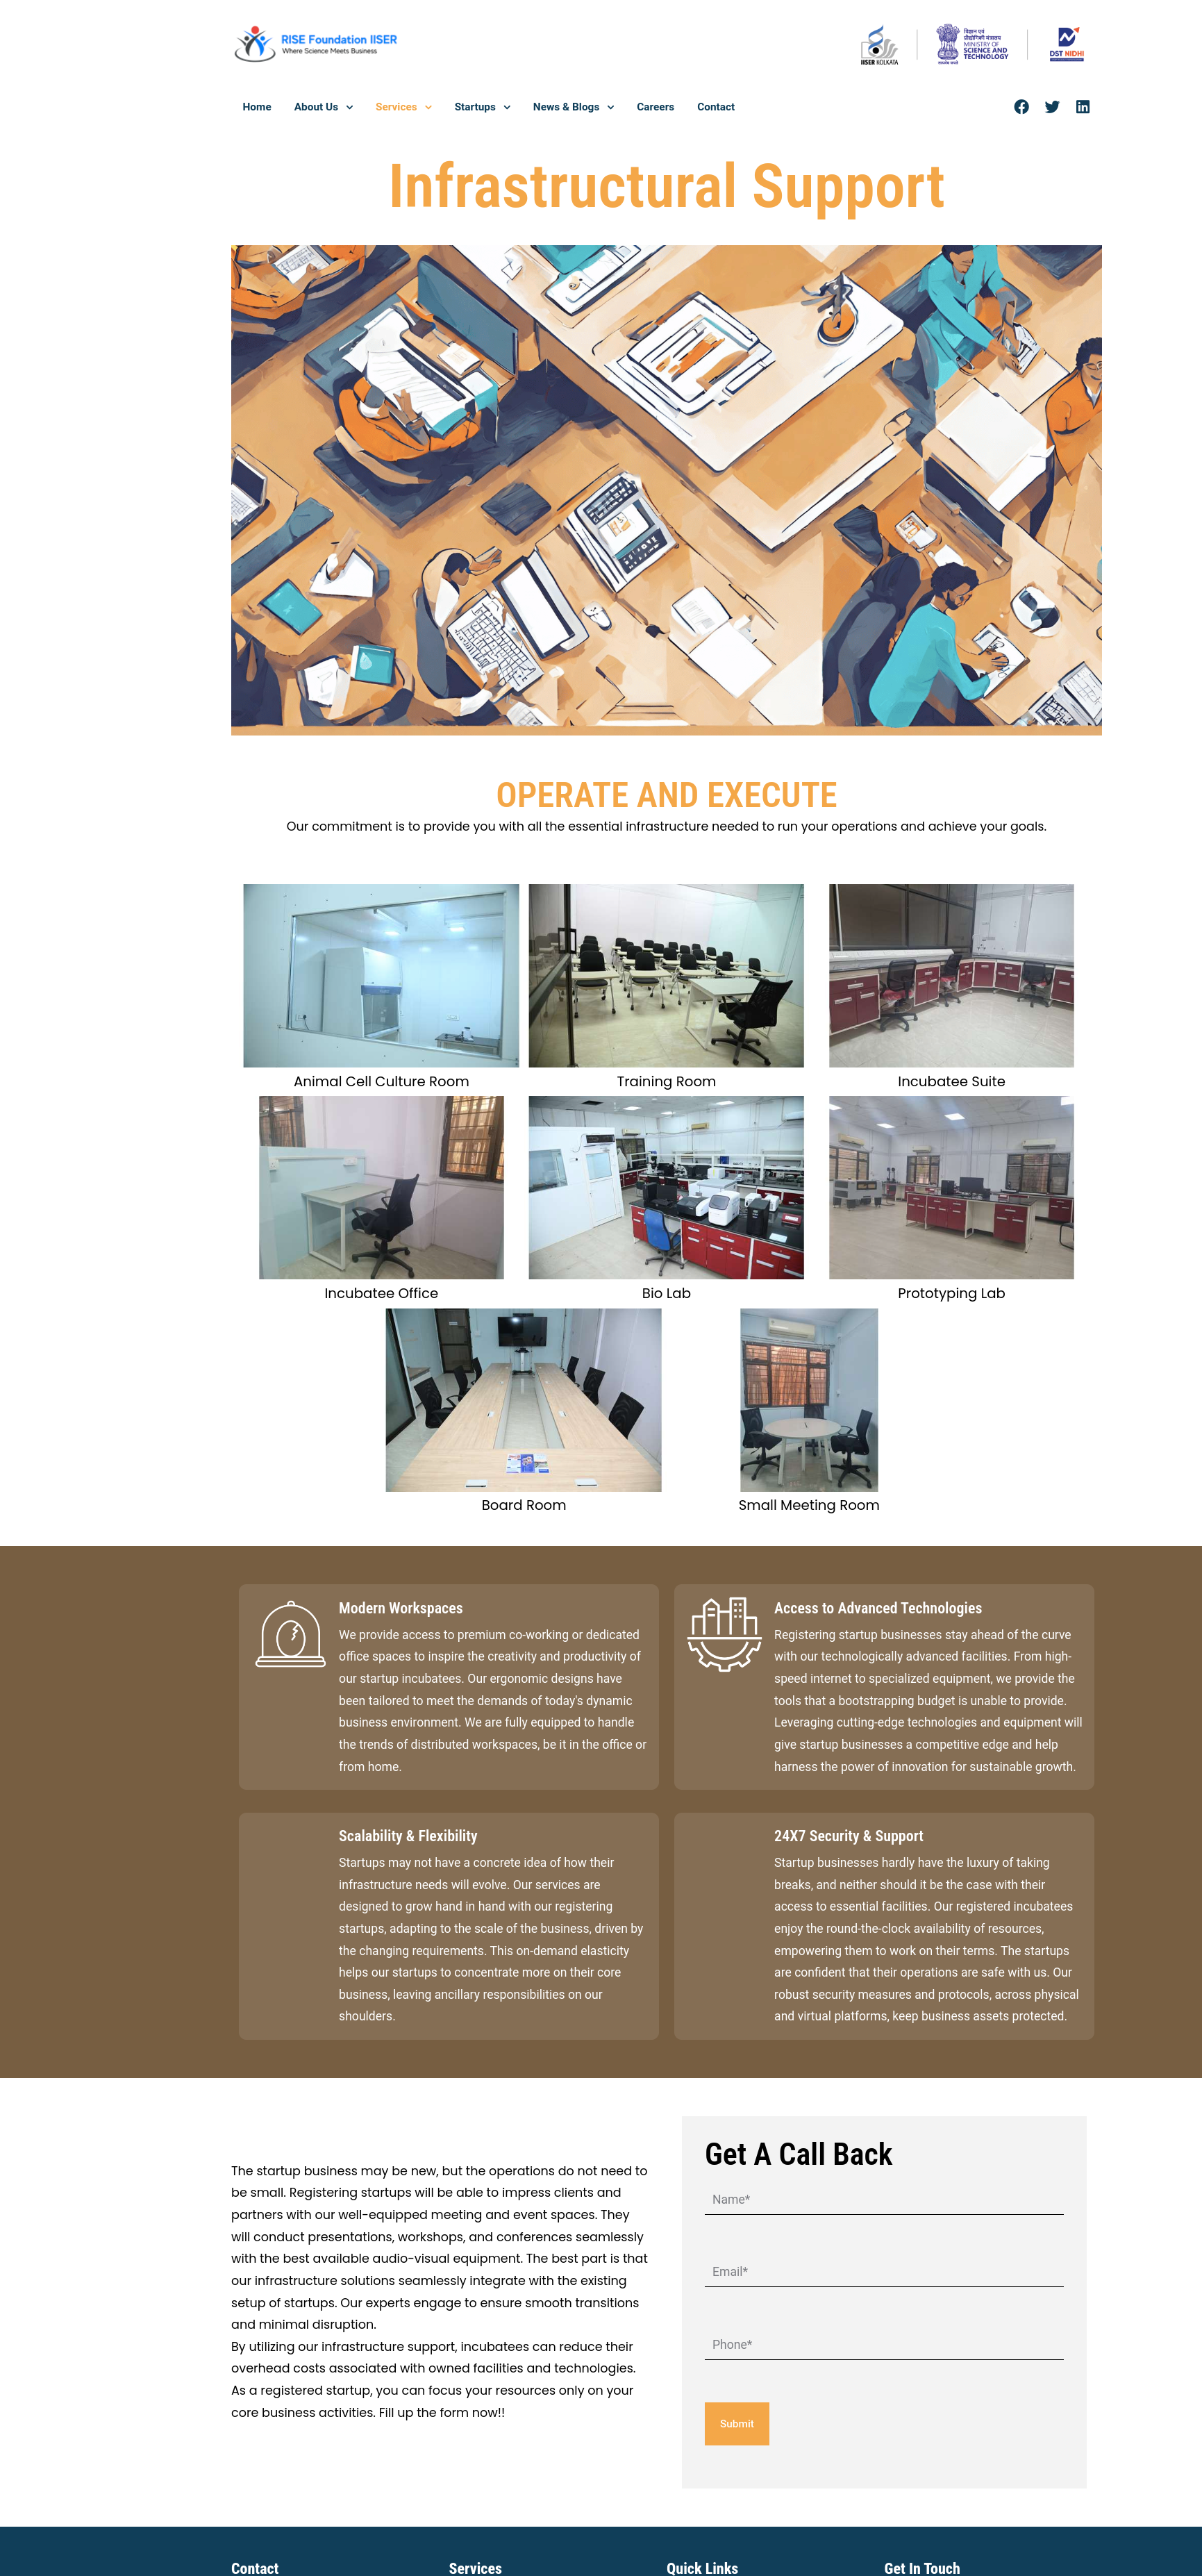 RISE Foundation IISER
Where Science Meets Business
IISER KOLKATA
विज्ञान एवं
प्रौद्योगिकी मंत्रालय
MINISTRY OF
SCIENCE AND
TECHNOLOGY
DST NIDHI
Home About Us Services Startups News & Blogs Careers Contact
Infrastructural Support
OPERATE AND EXECUTE
Our commitment is to provide you with all the essential infrastructure needed to run your operations and achieve your goals.
Animal Cell Culture Room
Training Room
Incubatee Suite
Incubatee Office
Bio Lab
Prototyping Lab
Board Room
Small Meeting Room
Modern Workspaces
We provide access to premium co-working or dedicated
office spaces to inspire the creativity and productivity of
our startup incubatees. Our ergonomic designs have
been tailored to meet the demands of today's dynamic
business environment. We are fully equipped to handle
the trends of distributed workspaces, be it in the office or
from home.
Access to Advanced Technologies
Registering startup businesses stay ahead of the curve
with our technologically advanced facilities. From high-
speed internet to specialized equipment, we provide the
tools that a bootstrapping budget is unable to provide.
Leveraging cutting-edge technologies and equipment will
give startup businesses a competitive edge and help
harness the power of innovation for sustainable growth.
Scalability & Flexibility
Startups may not have a concrete idea of how their
infrastructure needs will evolve. Our services are
designed to grow hand in hand with our registering
startups, adapting to the scale of the business, driven by
the changing requirements. This on-demand elasticity
helps our startups to concentrate more on their core
business, leaving ancillary responsibilities on our
shoulders.
24X7 Security & Support
Startup businesses hardly have the luxury of taking
breaks, and neither should it be the case with their
access to essential facilities. Our registered incubatees
enjoy the round-the-clock availability of resources,
empowering them to work on their terms. The startups
are confident that their operations are safe with us. Our
robust security measures and protocols, across physical
and virtual platforms, keep business assets protected.
The startup business may be new, but the operations do not need to
be small. Registering startups will be able to impress clients and
partners with our well-equipped meeting and event spaces. They
will conduct presentations, workshops, and conferences seamlessly
with the best available audio-visual equipment. The best part is that
our infrastructure solutions seamlessly integrate with the existing
setup of startups. Our experts engage to ensure smooth transitions
and minimal disruption.
By utilizing our infrastructure support, incubatees can reduce their
overhead costs associated with owned facilities and technologies.
As a registered startup, you can focus your resources only on your
core business activities. Fill up the form now!!
Get A Call Back
Name*
Email*
Phone*
Submit
Contact Services Quick Links Get In Touch